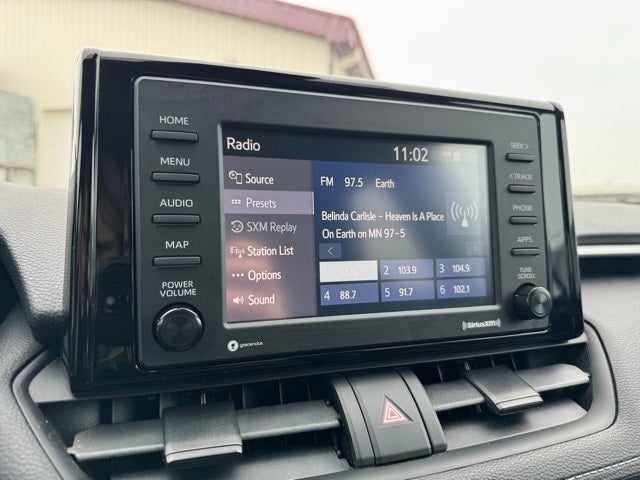 HOME
MENU
AUDIO
MAP
POWER
VOLUME
Radio
11:02
Source
Presets
SXM Replay
Station List
Options
Sound
FM 97.5 Earth
Belinda Carlisle - Heaven Is A Place
On Earth on MN 97-5
2 103.9
3 104.9
4 88.7
5 91.7
6 102.1
SEEK >
< TRACK
PHONE
APPS
TUNE
SCROLL
gracenote
((SiriusXM))